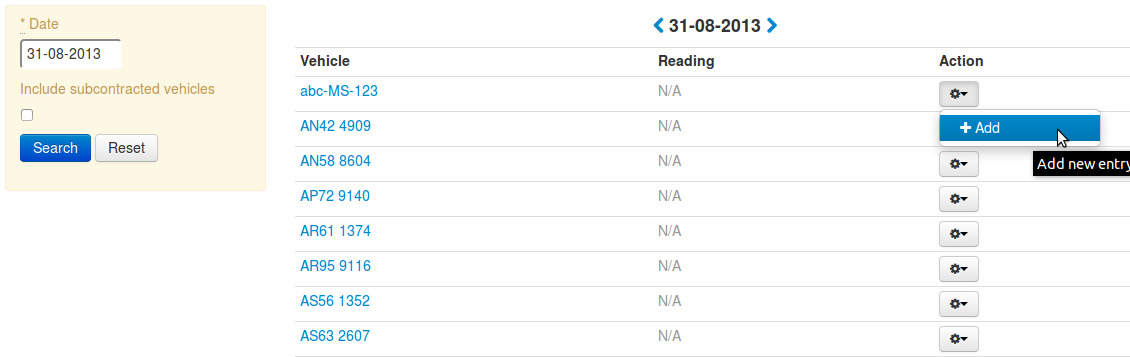 * Date
31-08-2013
Include subcontracted vehicles
Search Reset
31-08-2013
Vehicle Reading Action
abc-MS-123 N/A
AN42 4909 N/A
Add
AN58 8604 N/A
Add new entry
AP72 9140 N/A
AR61 1374 N/A
AR95 9116 N/A
AS56 1352 N/A
AS63 2607 N/A